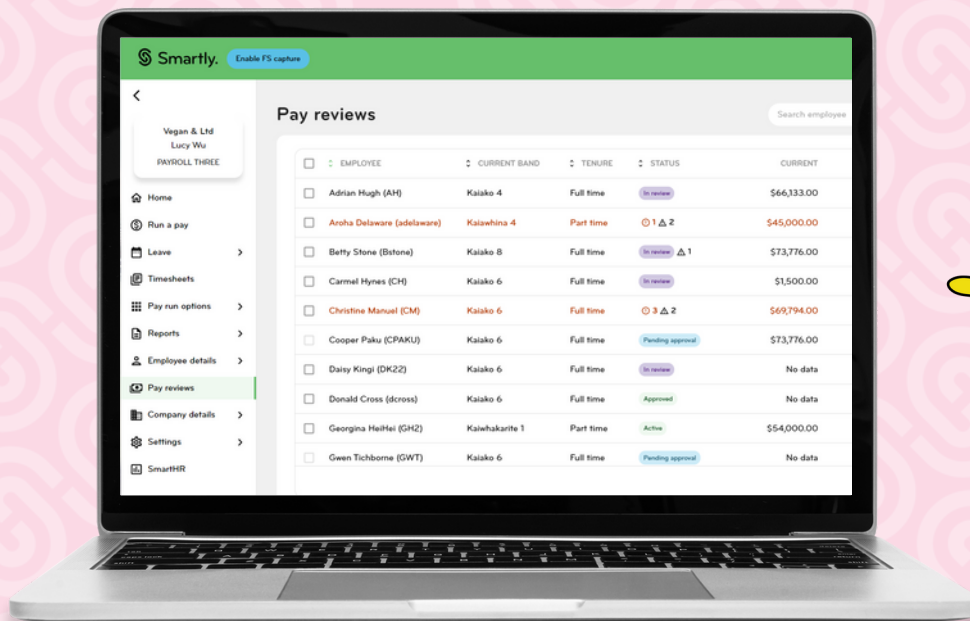 Smartly. Enable FS capture
Vegan & Ltd
Lucy Wu
PAYROLL THREE
Home
Run a pay
Leave
Timesheets
Pay run options
Reports
Employee details
Pay reviews
Company details
Settings
SmartHR
Pay reviews Search employee
EMPLOYEE CURRENT BAND TENURE STATUS CURRENT
Adrian Hugh (AH) Kaiako 4 Full time In review $66,133.00
Aroha Delaware (adelaware) Kaiawhina 4 Part time 1 2 $45,000.00
Betty Stone (Bstone) Kaiako 8 Full time In review 1 $73,776.00
Carmel Hynes (CH) Kaiako 6 Full time In review $1,500.00
Christine Manuel (CM) Kaiako 6 Full time 3 2 $69,794.00
Cooper Paku (CPAKU) Kaiako 6 Full time Pending approval $73,776.00
Daisy Kingi (DK22) Kaiako 6 Full time In review No data
Donald Cross (dcross) Kaiako 6 Full time Approved No data
Georgina HeiHei (GH2) Kaiwhakarite 1 Part time Active $54,000.00
Gwen Tichborne (GWT) Kaiako 6 Full time Pending approval No data